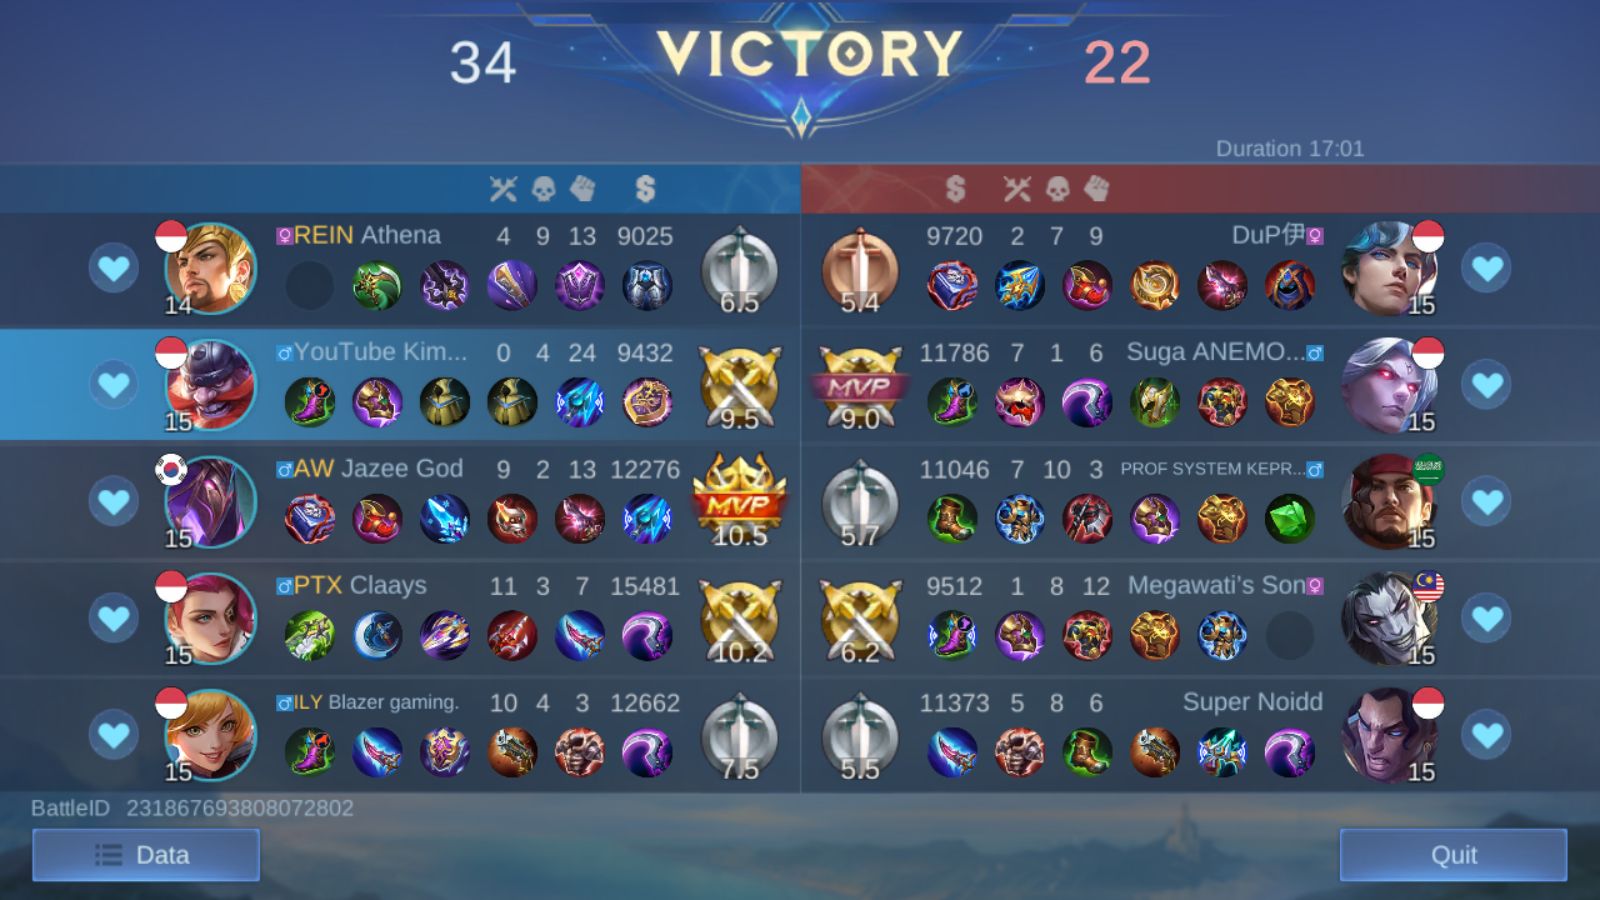 34 VICTORY 22
Duration 17:01
REIN Athena 4 9 13 9025 6.5 14
5.4 9720 2 7 9 DuP伊 15
YouTube Kim... 0 4 24 9432 9.5 15
MVP 9.0 11786 7 1 6 Suga ANEMO... 15
AW Jazee God 9 2 13 12276 MVP 10.5 15
5.7 11046 7 10 3 PROF SYSTEM KEPR... 15
PTX Claays 11 3 7 15481 10.2 15
6.2 9512 1 8 12 Megawati's Son 15
ILY Blazer gaming. 10 4 3 12662 7.5 15
5.5 11373 5 8 6 Super Noidd 15
BattleID 231867693808072802
Data
Quit